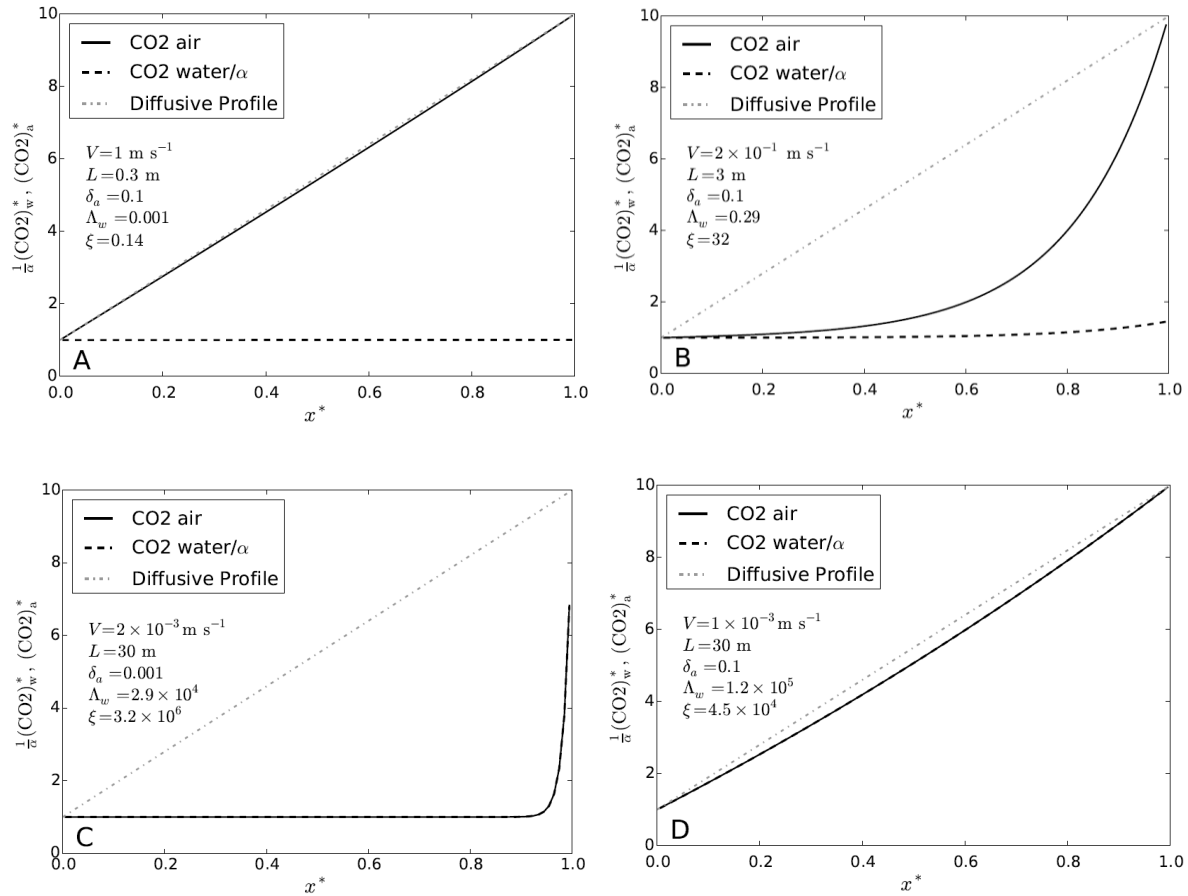 10
8
6
4
2
0
0.0 0.2 0.4 0.6 0.8 1.0
x*
1/α (CO2)*w, (CO2)*a
CO2 air
CO2 water/α
Diffusive Profile
V=1 m s⁻¹
L=0.3 m
δₐ=0.1
Λw=0.001
ξ=0.14
A
10
8
6
4
2
0
0.0 0.2 0.4 0.6 0.8 1.0
x*
1/α (CO2)*w, (CO2)*a
CO2 air
CO2 water/α
Diffusive Profile
V=2 × 10⁻¹ m s⁻¹
L=3 m
δₐ=0.1
Λw=0.29
ξ=32
B
10
8
6
4
2
0
0.0 0.2 0.4 0.6 0.8 1.0
x*
1/α (CO2)*w, (CO2)*a
CO2 air
CO2 water/α
Diffusive Profile
V=2 × 10⁻³ m s⁻¹
L=30 m
δₐ=0.001
Λw=2.9 × 10⁴
ξ=3.2 × 10⁶
C
10
8
6
4
2
0
0.0 0.2 0.4 0.6 0.8 1.0
x*
1/α (CO2)*w, (CO2)*a
CO2 air
CO2 water/α
Diffusive Profile
V=1 × 10⁻³ m s⁻¹
L=30 m
δₐ=0.1
Λw=1.2 × 10⁵
ξ=4.5 × 10⁴
D